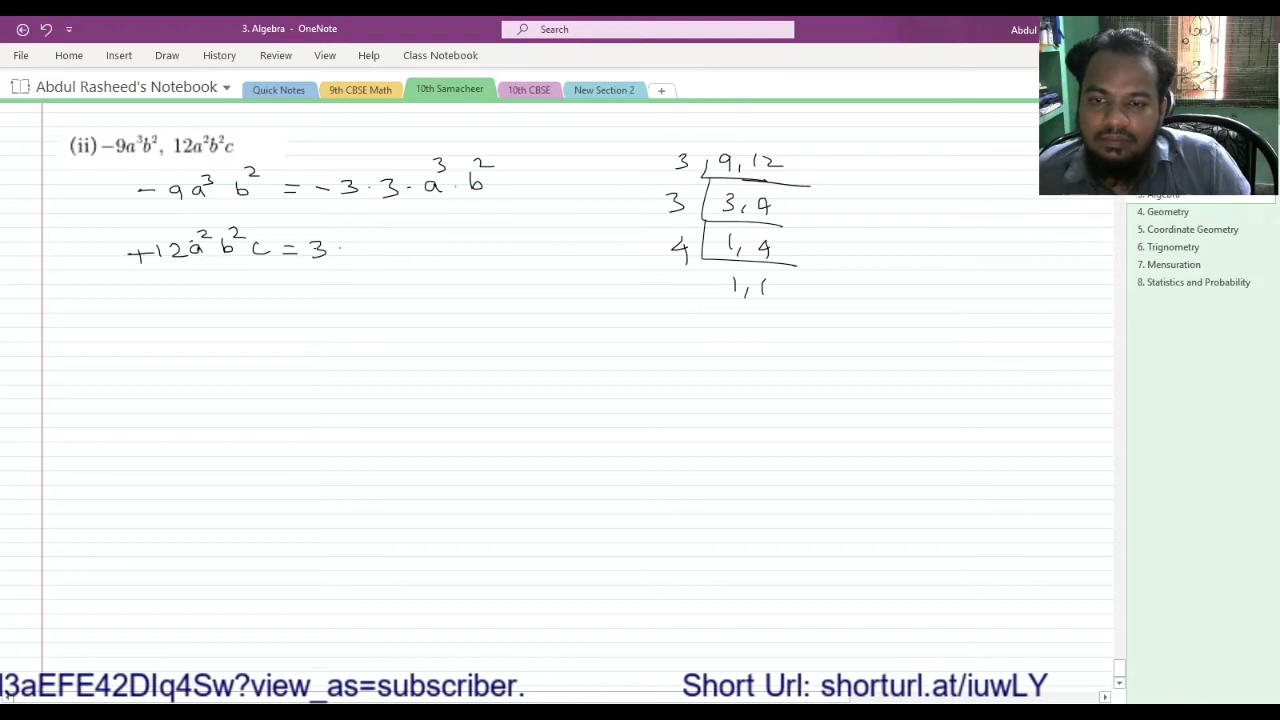 3. Algebra - OneNote
Search
Abdul
File Home Insert Draw History Review View Help Class Notebook
Abdul Rasheed's Notebook
Quick Notes 9th CBSE Math 10th Samacheer 10th CBSE New Section 2 +
(ii) −9a³b², 12a²b²c
- 9a³ b² = - 3 · 3 · a³ · b²
+12a² b² c = 3 ·
3 9, 12
3 3, 4
4 1, 4
1, 1
3. Algebra
4. Geometry
5. Coordinate Geometry
6. Trignometry
7. Mensuration
8. Statistics and Probability
I3aEFE42DIq4Sw?view_as=subscriber.
Short Url: shorturl.at/iuwLY